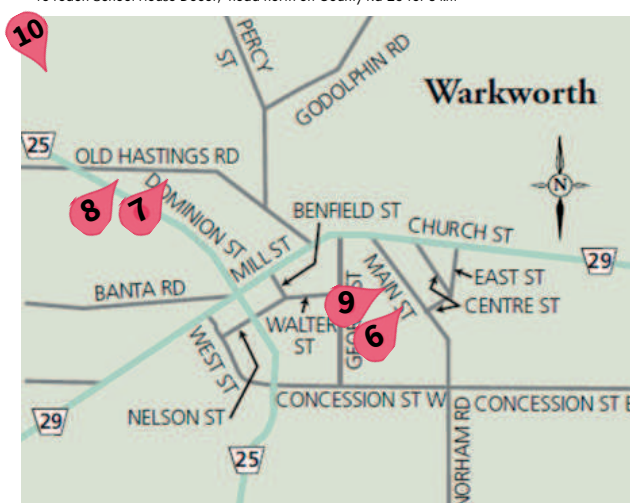 10
PERCY
ST
GODOLPHIN RD
Warkworth
25
OLD HASTINGS RD
N
8
7
DOMINION ST
BENFIELD ST
CHURCH ST
MILL ST
29
MAIN ST
EAST ST
BANTA RD
9
CENTRE ST
WALTER
ST
6
WEST ST
CONCESSION ST W
CONCESSION ST E
NELSON ST
29
25
NORHAM RD